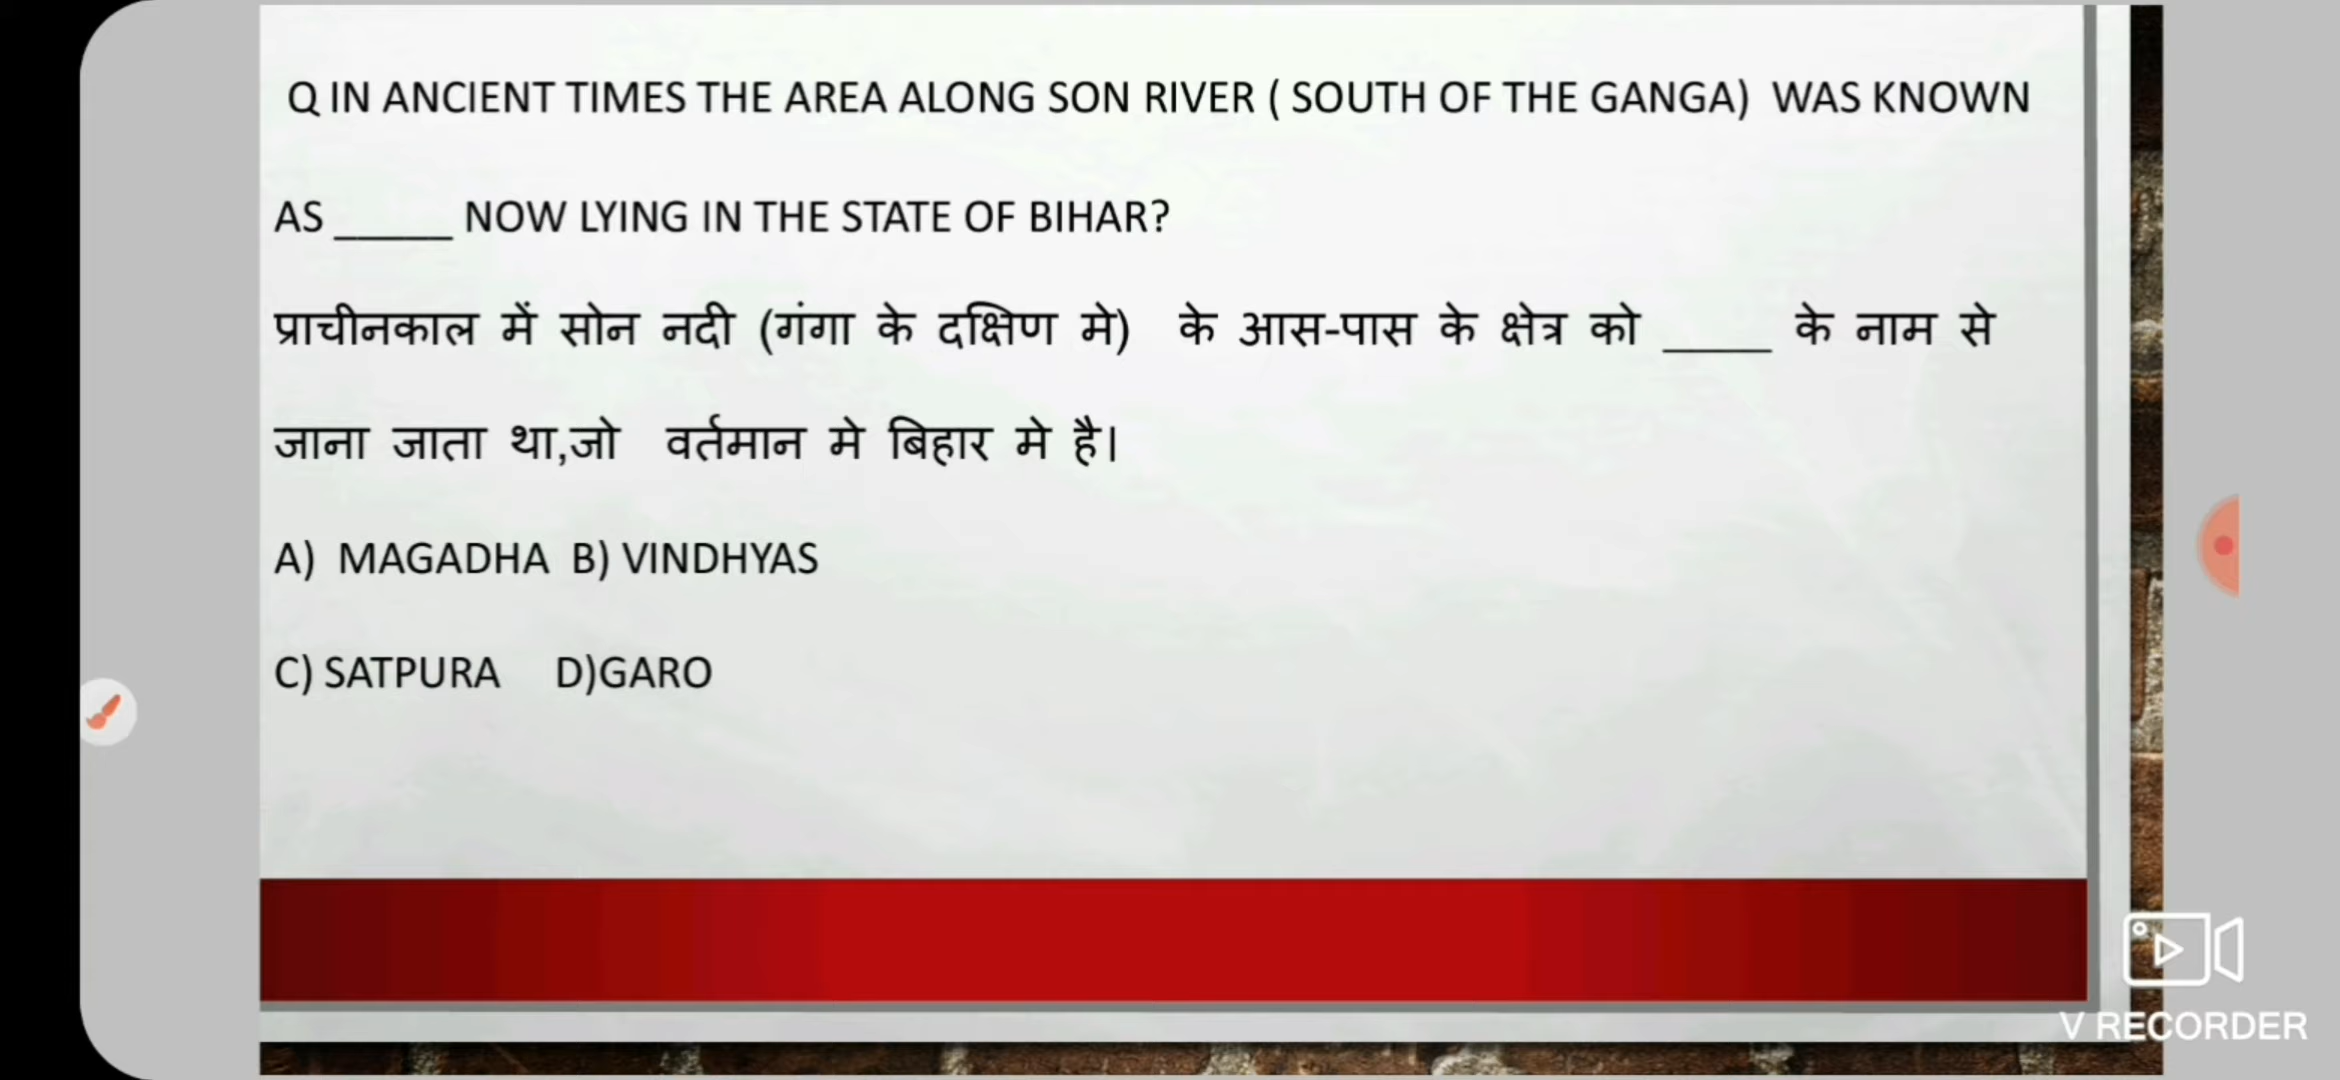 Q IN ANCIENT TIMES THE AREA ALONG SON RIVER ( SOUTH OF THE GANGA) WAS KNOWN
AS _____ NOW LYING IN THE STATE OF BIHAR?
प्राचीनकाल में सोन नदी (गंगा के दक्षिण मे) के आस-पास के क्षेत्र को _____ के नाम से
जाना जाता था,जो वर्तमान मे बिहार मे है।
A) MAGADHA B) VINDHYAS
C) SATPURA D)GARO
V RECORDER